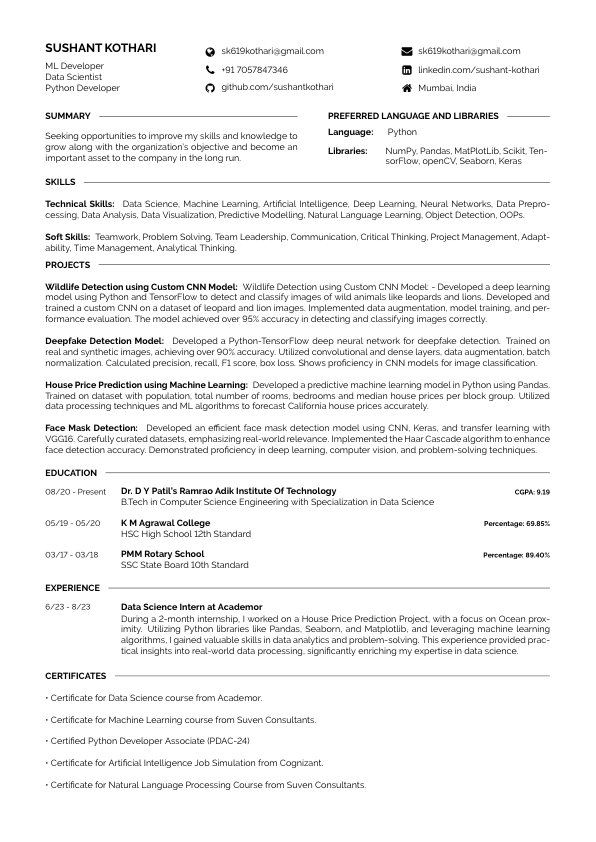 SUSHANT KOTHARI
ML Developer
Data Scientist
Python Developer
sk619kothari@gmail.com
+91 7057847346
github.com/sushantkothari
sk619kothari@gmail.com
linkedin.com/sushant-kothari
Mumbai, India
SUMMARY
Seeking opportunities to improve my skills and knowledge to
grow along with the organization's objective and become an
important asset to the company in the long run.
PREFERRED LANGUAGE AND LIBRARIES
Language: Python
Libraries: NumPy, Pandas, MatPlotLib, Scikit, Ten-
sorFlow, openCV, Seaborn, Keras
SKILLS
Technical Skills: Data Science, Machine Learning, Artificial Intelligence, Deep Learning, Neural Networks, Data Prepro-
cessing, Data Analysis, Data Visualization, Predictive Modelling, Natural Language Learning, Object Detection, OOPs.
Soft Skills: Teamwork, Problem Solving, Team Leadership, Communication, Critical Thinking, Project Management, Adapt-
ability, Time Management, Analytical Thinking.
PROJECTS
Wildlife Detection using Custom CNN Model: Wildlife Detection using Custom CNN Model: - Developed a deep learning
model using Python and TensorFlow to detect and classify images of wild animals like leopards and lions. Developed and
trained a custom CNN on a dataset of leopard and lion images. Implemented data augmentation, model training, and per-
formance evaluation. The model achieved over 95% accuracy in detecting and classifying images correctly.
Deepfake Detection Model: Developed a Python-TensorFlow deep neural network for deepfake detection. Trained on
real and synthetic images, achieving over 90% accuracy. Utilized convolutional and dense layers, data augmentation, batch
normalization. Calculated precision, recall, F1 score, box loss. Shows proficiency in CNN models for image classification.
House Price Prediction using Machine Learning: Developed a predictive machine learning model in Python using Pandas.
Trained on dataset with population, total number of rooms, bedrooms and median house prices per block group. Utilized
data processing techniques and ML algorithms to forecast California house prices accurately.
Face Mask Detection: Developed an efficient face mask detection model using CNN, Keras, and transfer learning with
VGG16. Carefully curated datasets, emphasizing real-world relevance. Implemented the Haar Cascade algorithm to enhance
face detection accuracy. Demonstrated proficiency in deep learning, computer vision, and problem-solving techniques.
EDUCATION
08/20 - Present Dr. D Y Patil's Ramrao Adik Institute Of Technology CGPA: 9.19
B.Tech in Computer Science Engineering with Specialization in Data Science
05/19 - 05/20 K M Agrawal College Percentage: 69.85%
HSC High School 12th Standard
03/17 - 03/18 PMM Rotary School Percentage: 89.40%
SSC State Board 10th Standard
EXPERIENCE
6/23 - 8/23 Data Science Intern at Academor
During a 2-month internship, I worked on a House Price Prediction Project, with a focus on Ocean prox-
imity. Utilizing Python libraries like Pandas, Seaborn, and Matplotlib, and leveraging machine learning
algorithms, I gained valuable skills in data analytics and problem-solving. This experience provided prac-
tical insights into real-world data processing, significantly enriching my expertise in data science.
CERTIFICATES
• Certificate for Data Science course from Academor.
• Certificate for Machine Learning course from Suven Consultants.
• Certified Python Developer Associate (PDAC-24)
• Certificate for Artificial Intelligence Job Simulation from Cognizant.
• Certificate for Natural Language Processing Course from Suven Consultants.